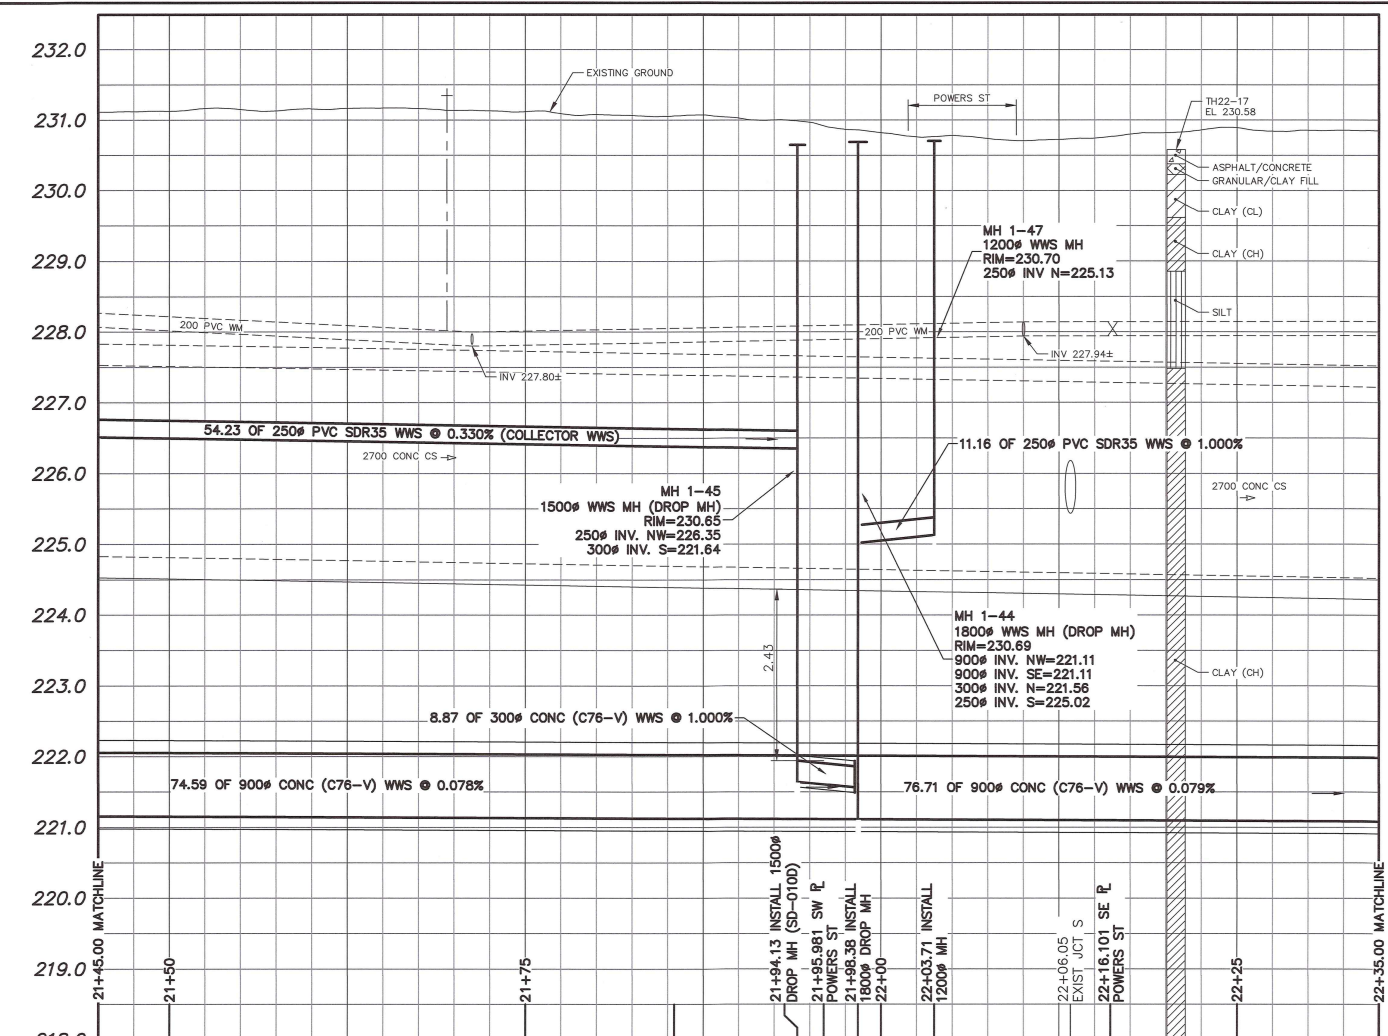 232.0
231.0
230.0
229.0
228.0
227.0
226.0
225.0
224.0
223.0
222.0
221.0
220.0
219.0
EXISTING GROUND
POWERS ST
TH22-17
EL 230.58
ASPHALT/CONCRETE
GRANULAR/CLAY FILL
CLAY (CL)
CLAY (CH)
SILT
MH 1-47
1200ø WWS MH
RIM=230.70
250ø INV N=225.13
200 PVC WM
200 PVC WM
INV 227.80±
INV 227.94±
54.23 OF 250ø PVC SDR35 WWS @ 0.330% (COLLECTOR WWS)
2700 CONC CS
11.16 OF 250ø PVC SDR35 WWS @ 1.000%
2700 CONC CS
MH 1-45
1500ø WWS MH (DROP MH)
RIM=230.65
250ø INV. NW=226.35
300ø INV. S=221.64
2.43
MH 1-44
1800ø WWS MH (DROP MH)
RIM=230.69
900ø INV. NW=221.11
900ø INV. SE=221.11
300ø INV. N=221.56
250ø INV. S=225.02
CLAY (CH)
8.87 OF 300ø CONC (C76-V) WWS @ 1.000%
74.59 OF 900ø CONC (C76-V) WWS @ 0.078%
76.71 OF 900ø CONC (C76-V) WWS @ 0.079%
21+45.00 MATCHLINE
21+50
21+75
21+94.13 INSTALL 1500ø
DROP MH (SD-010D)
21+95.981 SW ℞
POWERS ST
21+98.38 INSTALL
1800ø DROP MH
22+00
22+03.71 INSTALL
1200ø MH
22+06.05
EXIST JCT S
22+16.101 SE ℞
POWERS ST
22+25
22+35.00 MATCHLINE